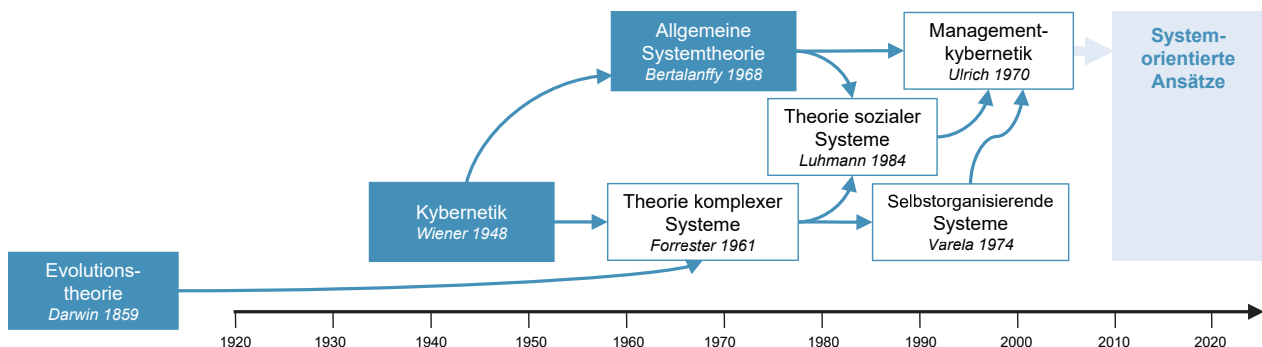 Allgemeine
Systemtheorie
Bertalanffy 1968
Management-
kybernetik
Ulrich 1970
System-
orientierte
Ansätze
Theorie sozialer
Systeme
Luhmann 1984
Kybernetik
Wiener 1948
Theorie komplexer
Systeme
Forrester 1961
Selbstorganisierende
Systeme
Varela 1974
Evolutions-
theorie
Darwin 1859
1920 1930 1940 1950 1960 1970 1980 1990 2000 2010 2020